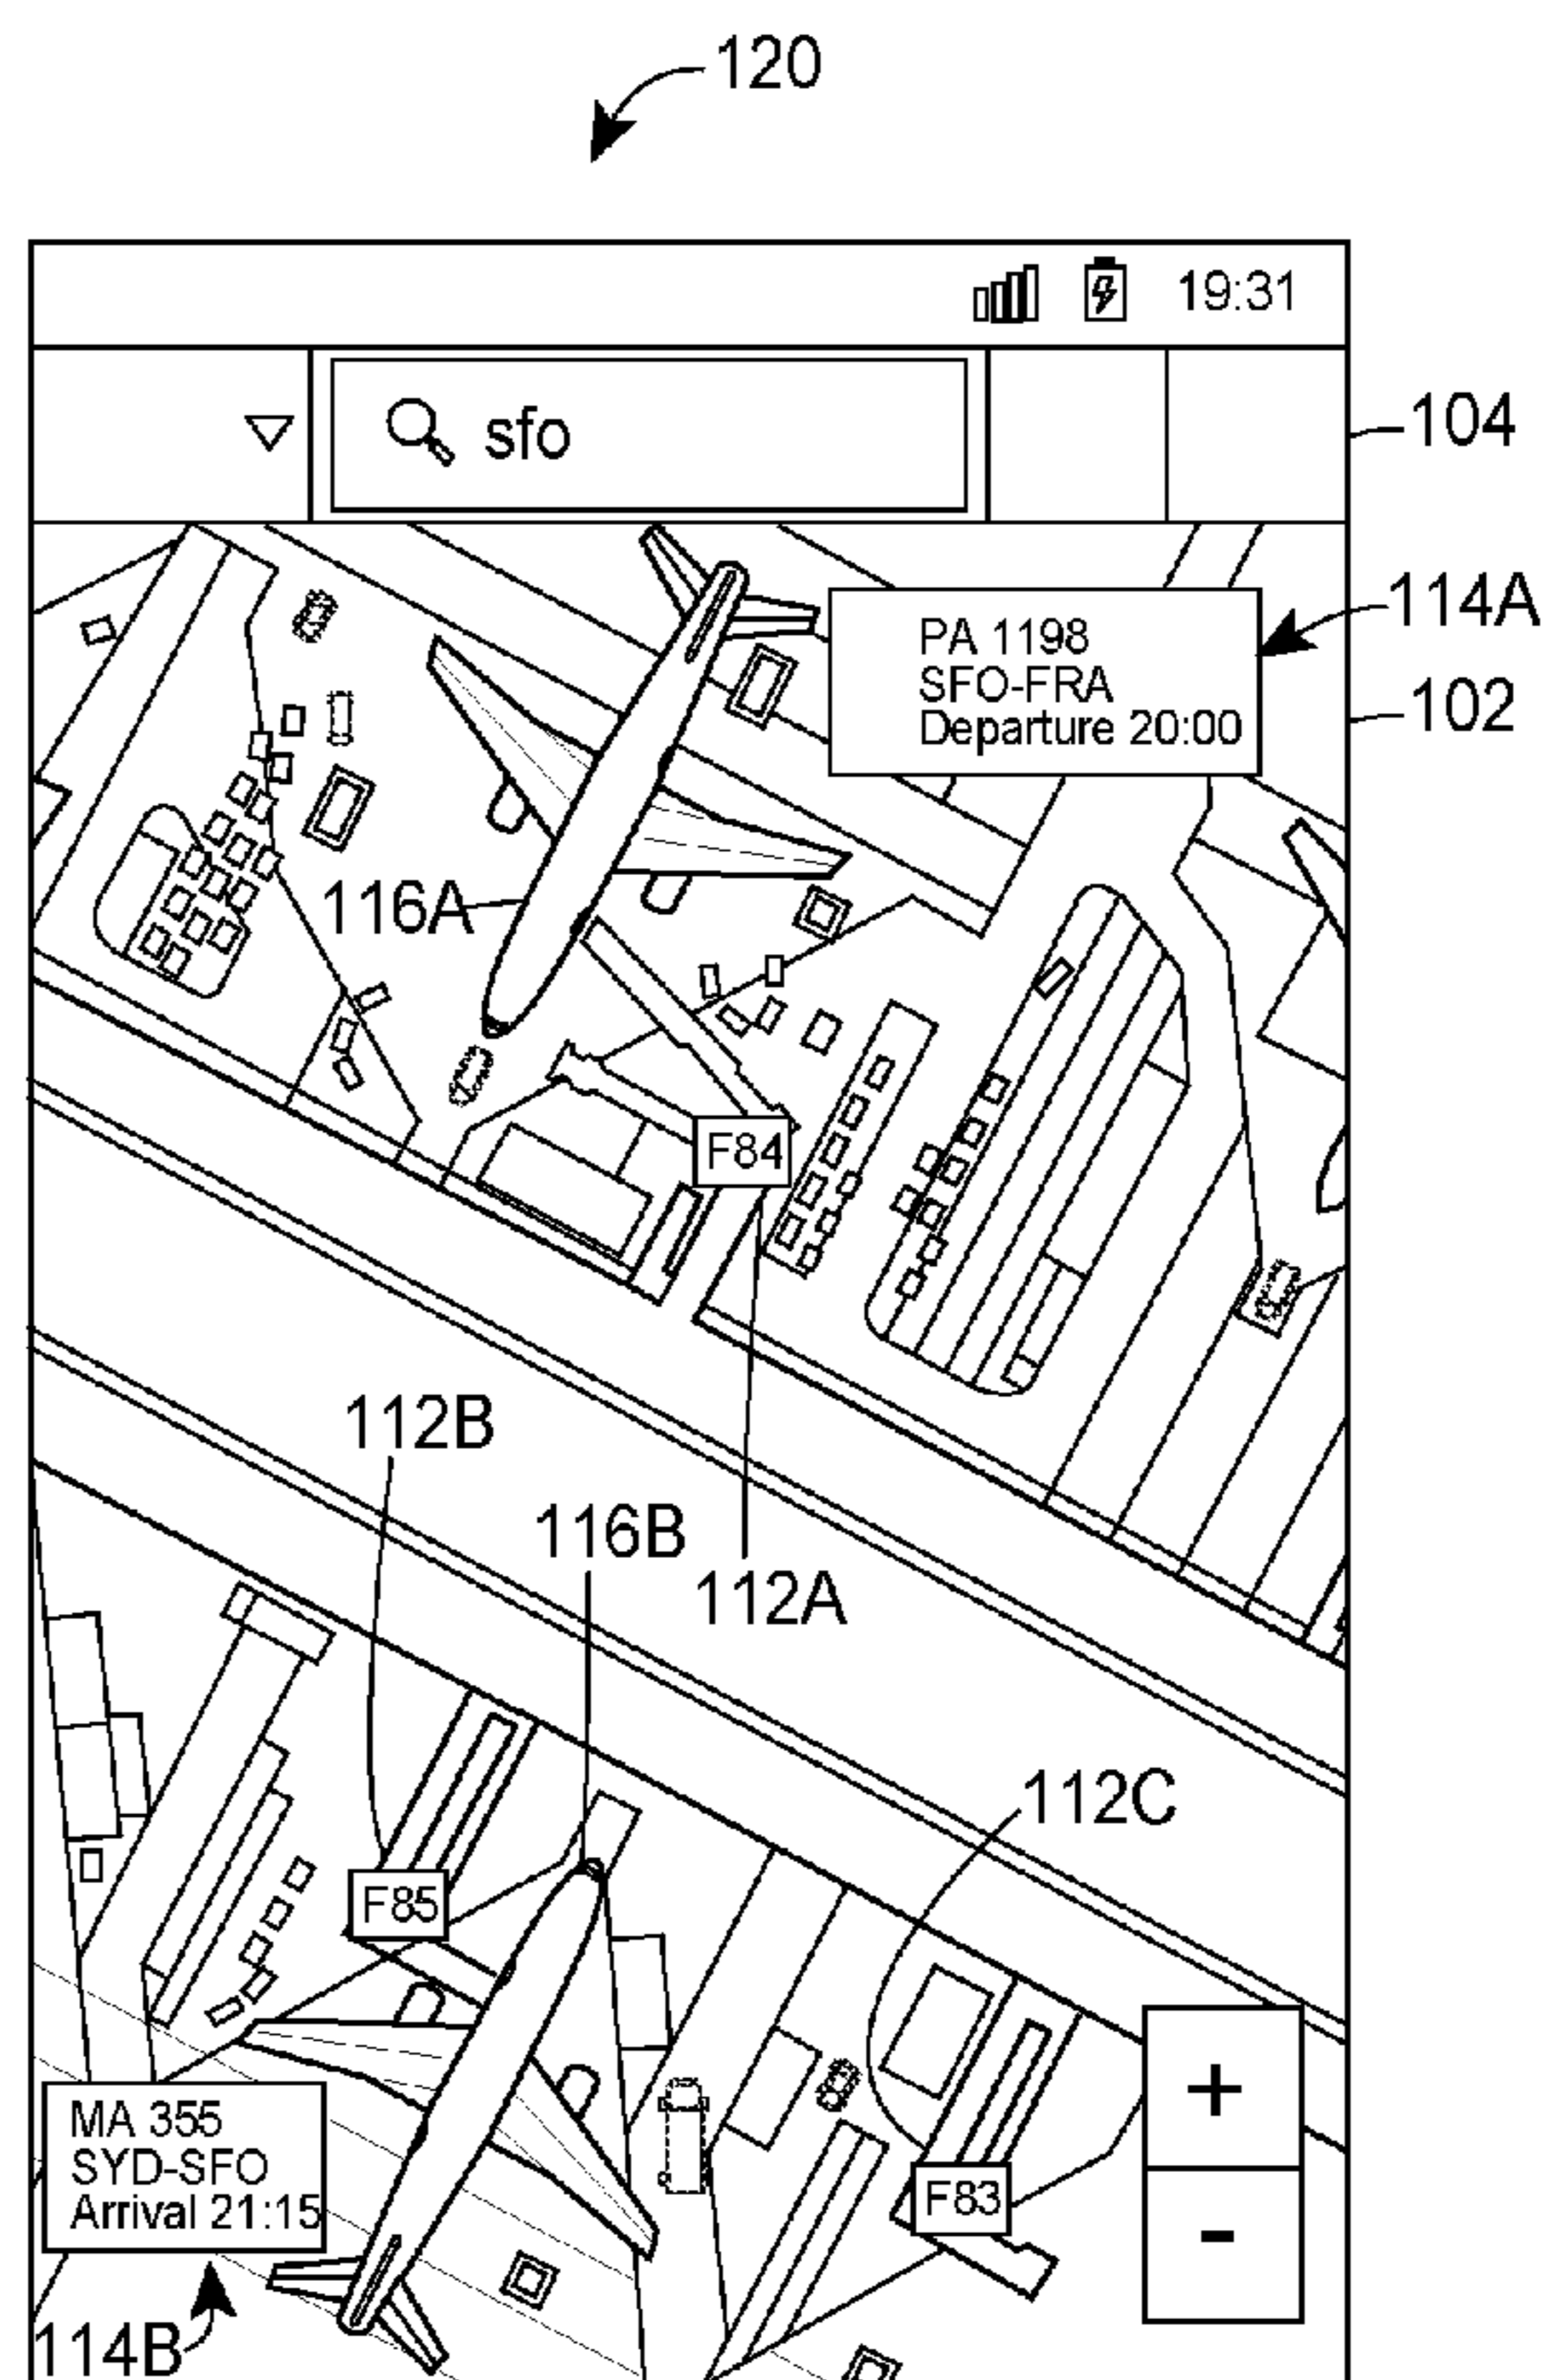 120
19:31
sfo
104
PA 1198
SFO-FRA
Departure 20:00
114A
102
116A
F84
112B
116B
112A
112C
F85
MA 355
SYD-SFO
Arrival 21:15
F83
+
-
114B